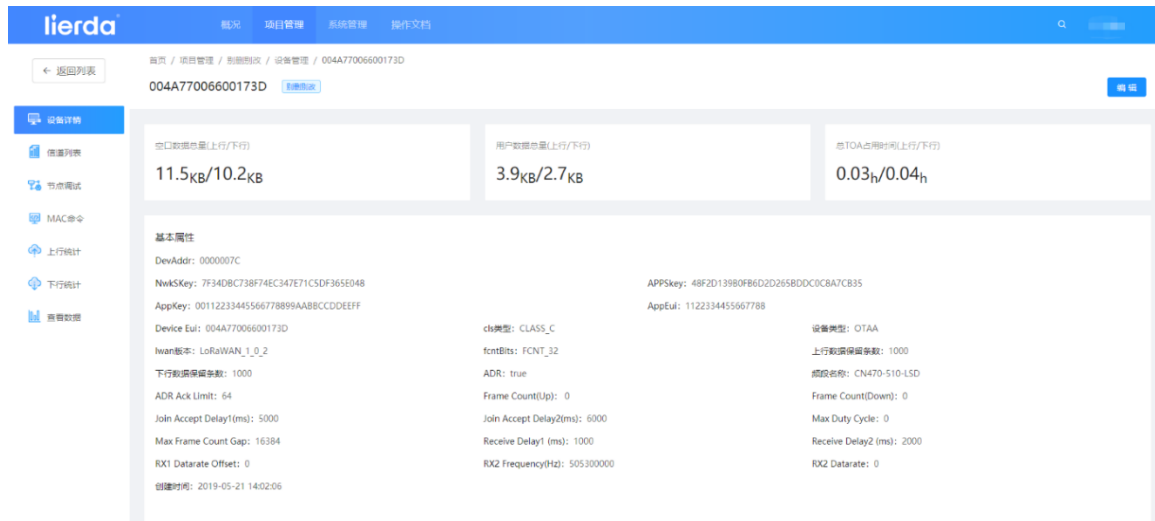 lierda
概况 项目管理 系统管理 操作文档
← 返回列表
首页 / 项目管理 / 别删别改 / 设备管理 / 004A77006600173D
004A77006600173D 别删别改
编 辑
设备详情
信道列表
节点调试
MAC命令
上行统计
下行统计
查看数据
空口数据总量(上行/下行)
11.5KB/10.2KB
用户数据总量(上行/下行)
3.9KB/2.7KB
总TOA占用时间(上行/下行)
0.03h/0.04h
基本属性
DevAddr: 0000007C
NwkSKey: 7F34DBC738F74EC347E71C5DF365E048 APPSkey: 48F2D13980FB6D2D265BDDC0C8A7CB35
AppKey: 00112233445566778899AABBCCDDEEFF AppEui: 1122334455667788
Device Eui: 004A77006600173D cls类型: CLASS_C 设备类型: OTAA
lwan版本: LoRaWAN_1_0_2 fcntBits: FCNT_32 上行数据保留条数: 1000
下行数据保留条数: 1000 ADR: true 频段名称: CN470-510-LSD
ADR Ack Limit: 64 Frame Count(Up): 0 Frame Count(Down): 0
Join Accept Delay1(ms): 5000 Join Accept Delay2(ms): 6000 Max Duty Cycle: 0
Max Frame Count Gap: 16384 Receive Delay1 (ms): 1000 Receive Delay2 (ms): 2000
RX1 Datarate Offset: 0 RX2 Frequency(Hz): 505300000 RX2 Datarate: 0
创建时间: 2019-05-21 14:02:06